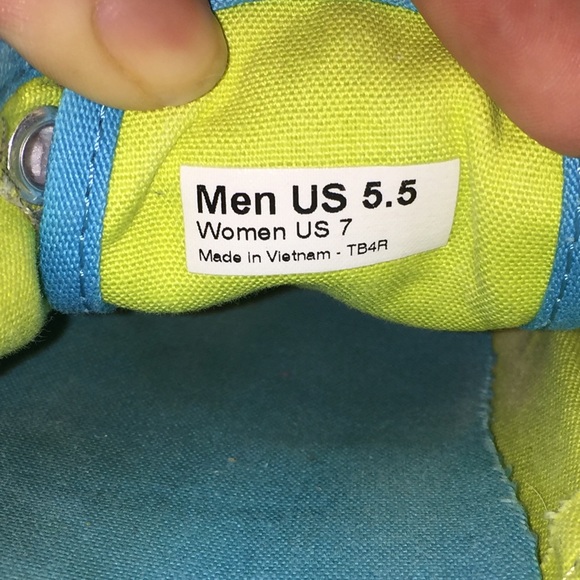 Men US 5.5
Women US 7
Made in Vietnam - TB4R